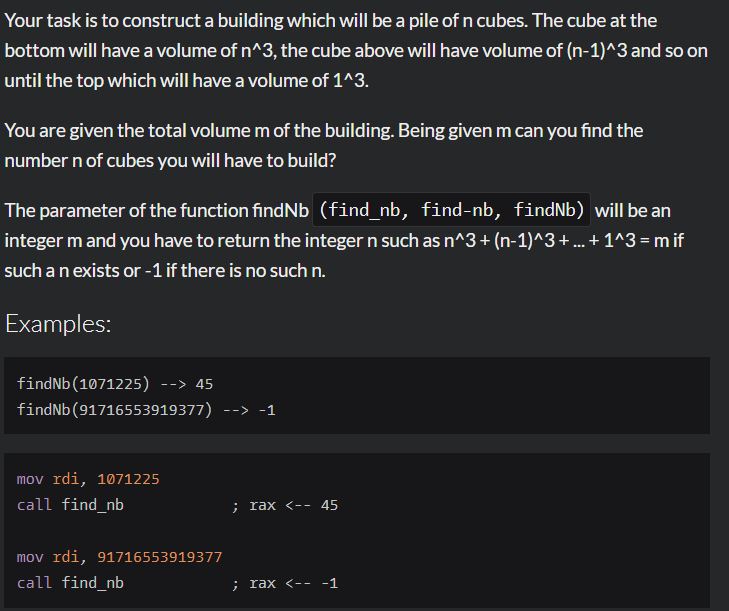 Your task is to construct a building which will be a pile of n cubes. The cube at the
bottom will have a volume of n^3, the cube above will have volume of (n-1)^3 and so on
until the top which will have a volume of 1^3.
You are given the total volume m of the building. Being given m can you find the
number n of cubes you will have to build?
The parameter of the function findNb (find_nb, find-nb, findNb) will be an
integer m and you have to return the integer n such as n^3 + (n-1)^3 + ... + 1^3 = m if
such a n exists or -1 if there is no such n.
Examples:
findNb(1071225) --> 45
findNb(91716553919377) --> -1
mov rdi, 1071225
call find_nb ; rax <-- 45
mov rdi, 91716553919377
call find_nb ; rax <-- -1